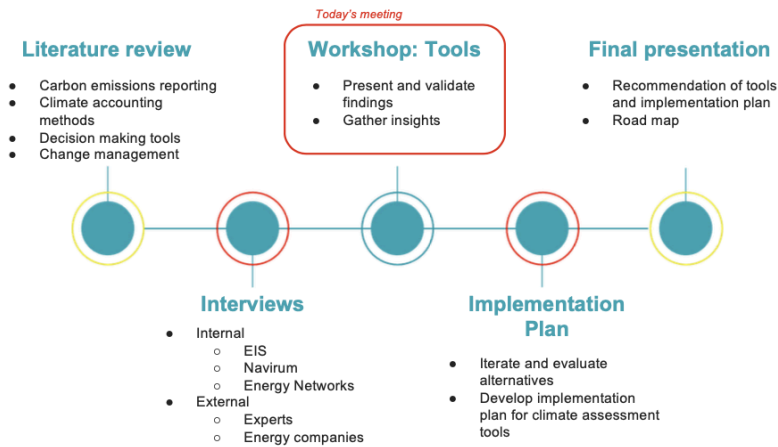 Today's meeting
Literature review
Carbon emissions reporting
Climate accounting
methods
Decision making tools
Change management
Workshop: Tools
Present and validate
findings
Gather insights
Final presentation
Recommendation of tools
and implementation plan
Road map
Interviews
Internal
EIS
Navirum
Energy Networks
External
Experts
Energy companies
Implementation
Plan
Iterate and evaluate
alternatives
Develop implementation
plan for climate assessment
tools